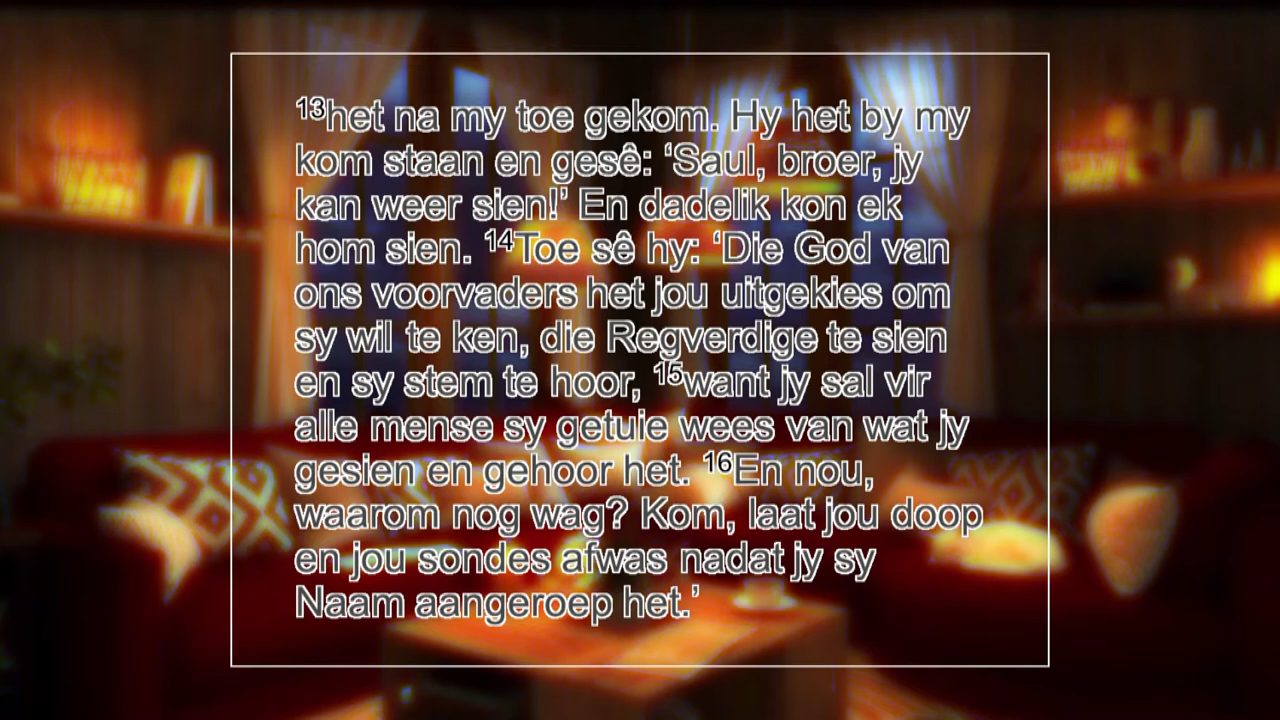 13het na my toe gekom. Hy het by my
kom staan en gesê: ‘Saul, broer, jy
kan weer sien!’ En dadelik kon ek
hom sien. 14Toe sê hy: ‘Die God van
ons voorvaders het jou uitgekies om
sy wil te ken, die Regverdige te sien
en sy stem te hoor, 15want jy sal vir
alle mense sy getuie wees van wat jy
gesien en gehoor het. 16En nou,
waarom nog wag? Kom, laat jou doop
en jou sondes afwas nadat jy sy
Naam aangeroep het.’